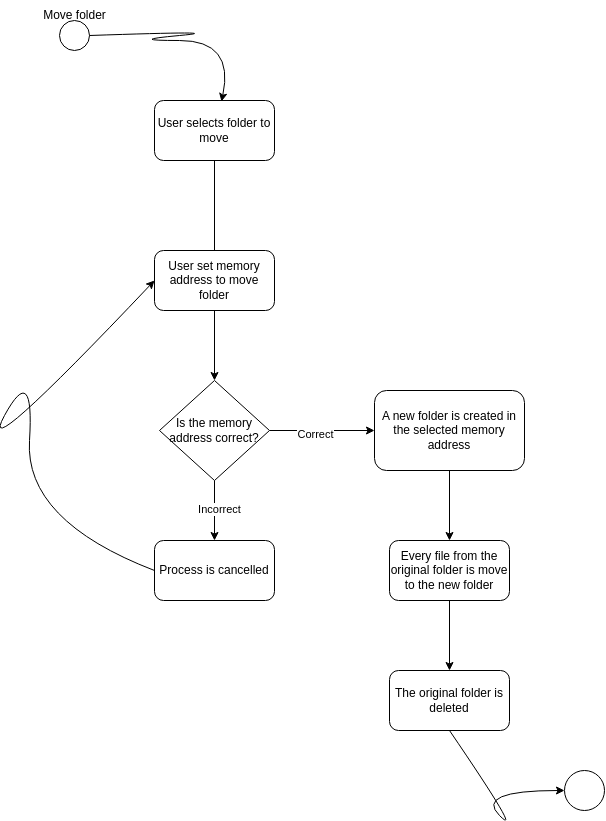 Move folder
User selects folder to
move
User set memory
address to move
folder
Is the memory
address correct?
Correct
A new folder is created in
the selected memory
address
Incorrect
Process is cancelled
Every file from the
original folder is move
to the new folder
The original folder is
deleted